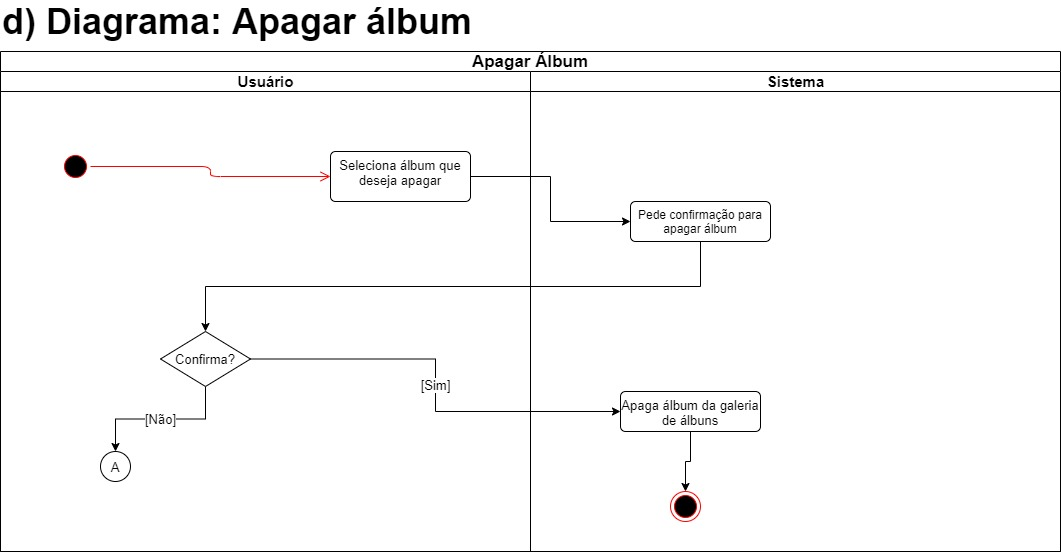 d) Diagrama: Apagar álbum
Apagar Álbum
Usuário
Sistema
Seleciona álbum que
deseja apagar
Pede confirmação para
apagar álbum
Confirma?
[Sim]
Apaga álbum da galeria
de álbuns
[Não]
A